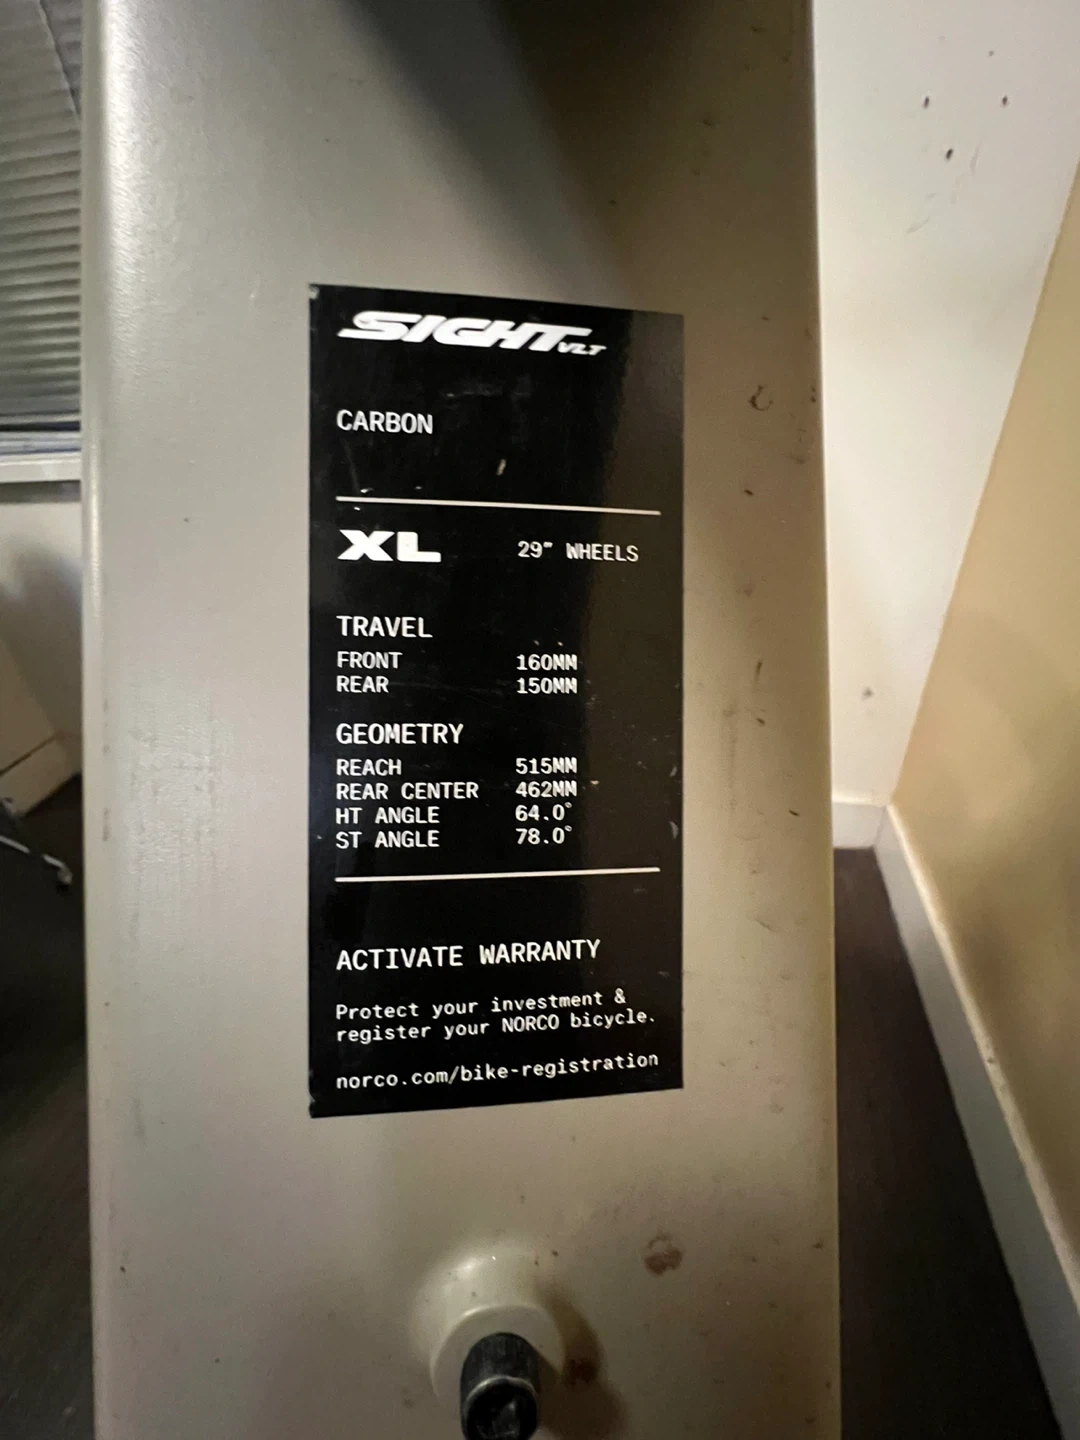 SIGHT VLT
CARBON
XL 29" WHEELS
TRAVEL
FRONT 160MM
REAR 150MM
GEOMETRY
REACH 515MM
REAR CENTER 462MM
HT ANGLE 64.0°
ST ANGLE 78.0°
ACTIVATE WARRANTY
Protect your investment &
register your NORCO bicycle.
norco.com/bike-registration